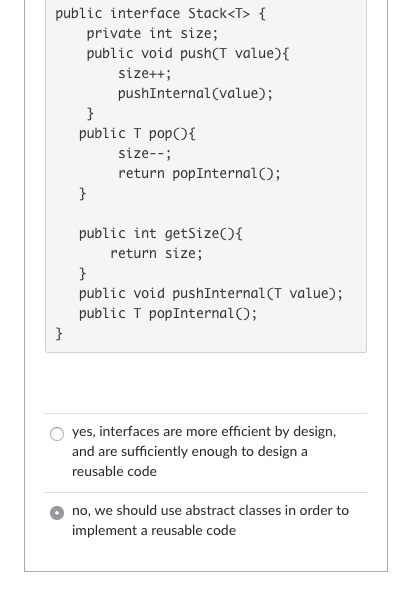 public interface Stack<T> {
    private int size;
    public void push(T value){
        size++;
        pushInternal(value);
    }
   public T pop(){
        size--;
        return popInternal();
   }

   public int getSize(){
       return size;
   }
   public void pushInternal(T value);
   public T popInternal();
}
yes, interfaces are more efficient by design,
and are sufficiently enough to design a
reusable code
no, we should use abstract classes in order to
implement a reusable code